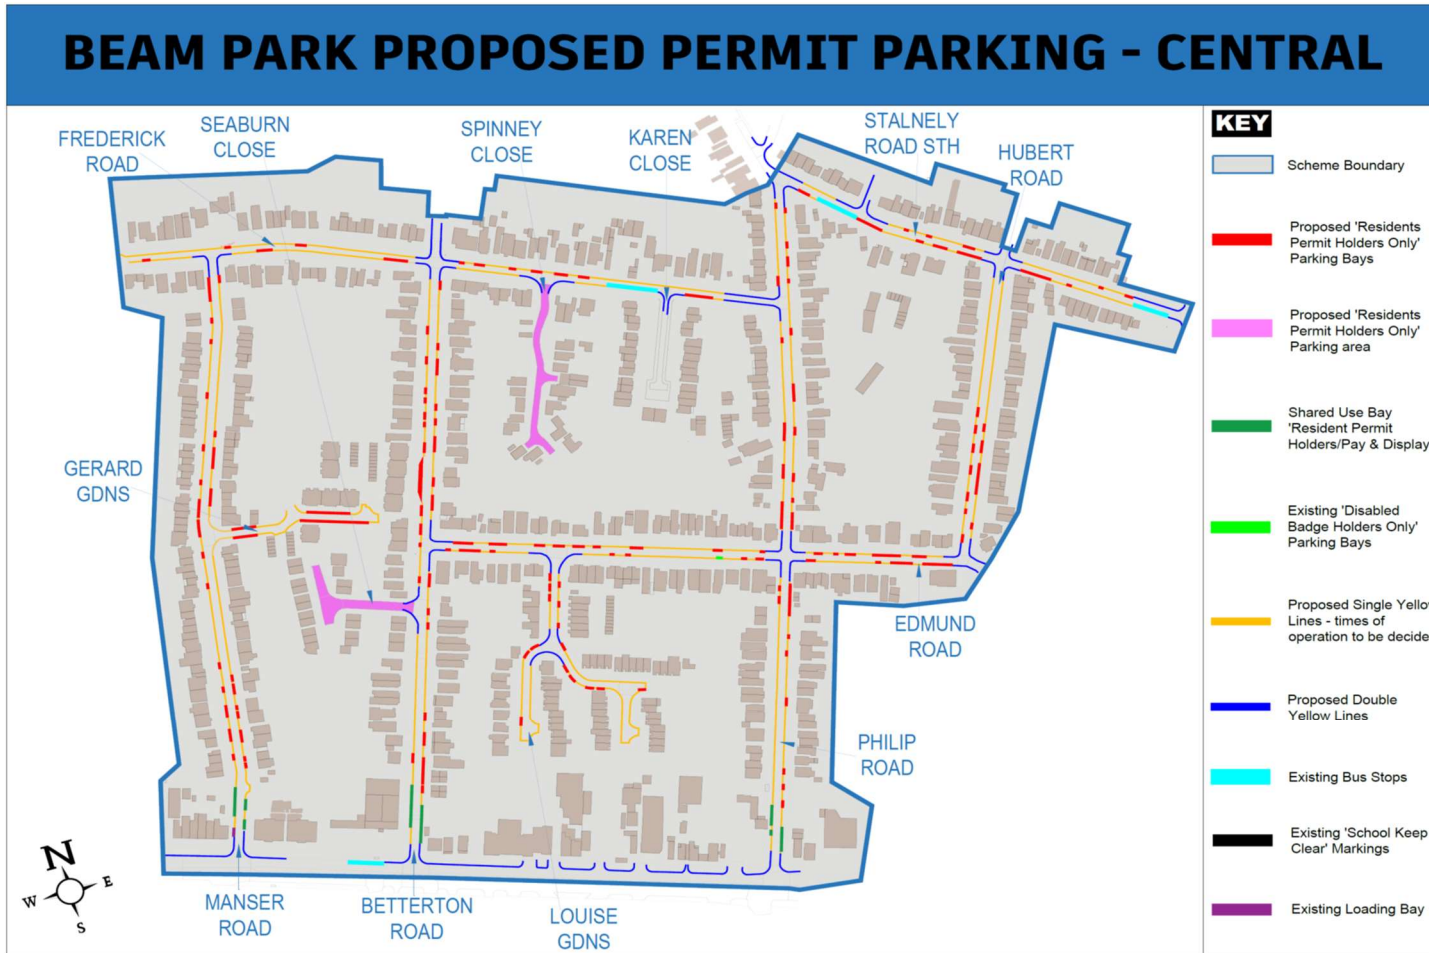 BEAM PARK PROPOSED PERMIT PARKING - CENTRAL
FREDERICK
ROAD
SEABURN
CLOSE
SPINNEY
CLOSE
KAREN
CLOSE
STALNELY
ROAD STH
HUBERT
ROAD
GERARD
GDNS
EDMUND
ROAD
PHILIP
ROAD
MANSER
ROAD
BETTERTON
ROAD
LOUISE
GDNS
N
W
E
S
KEY
Scheme Boundary
Proposed 'Residents
Permit Holders Only'
Parking Bays
Proposed 'Residents
Permit Holders Only'
Parking area
Shared Use Bay
'Resident Permit
Holders/Pay & Display
Existing 'Disabled
Badge Holders Only'
Parking Bays
Proposed Single Yello
Lines - times of
operation to be decide
Proposed Double
Yellow Lines
Existing Bus Stops
Existing 'School Keep
Clear' Markings
Existing Loading Bay